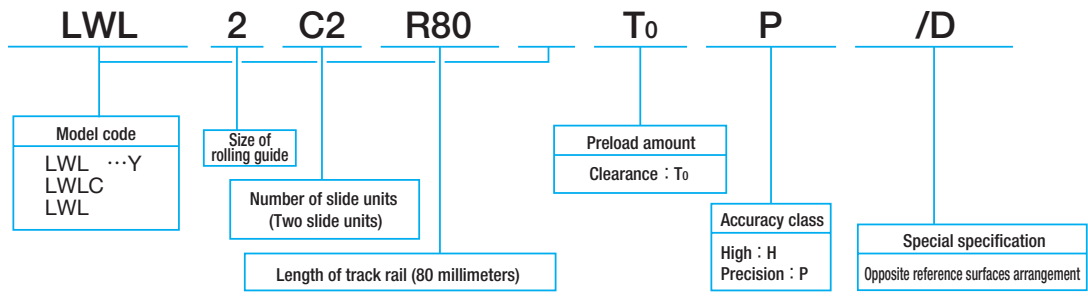 LWL 2 C2 R80 T0 P /D
Model code
LWL …Y
LWLC
LWL
Size of
rolling guide
Number of slide units
(Two slide units)
Length of track rail (80 millimeters)
Preload amount
Clearance : T0
Accuracy class
High : H
Precision : P
Special specification
Opposite reference surfaces arrangement